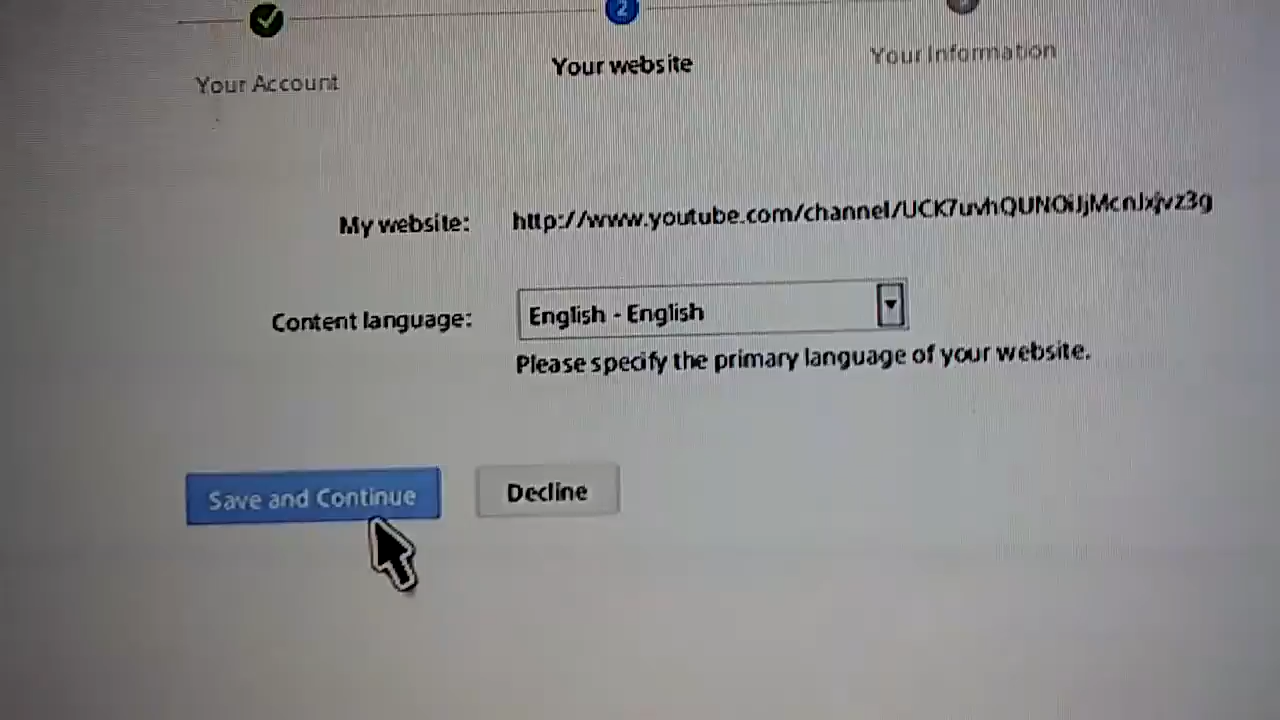 2
Your Account
Your website
Your Information
My website: http://www.youtube.com/channel/
Content language: English - English
Please specify the primary language of your website.
Save and Continue
Decline